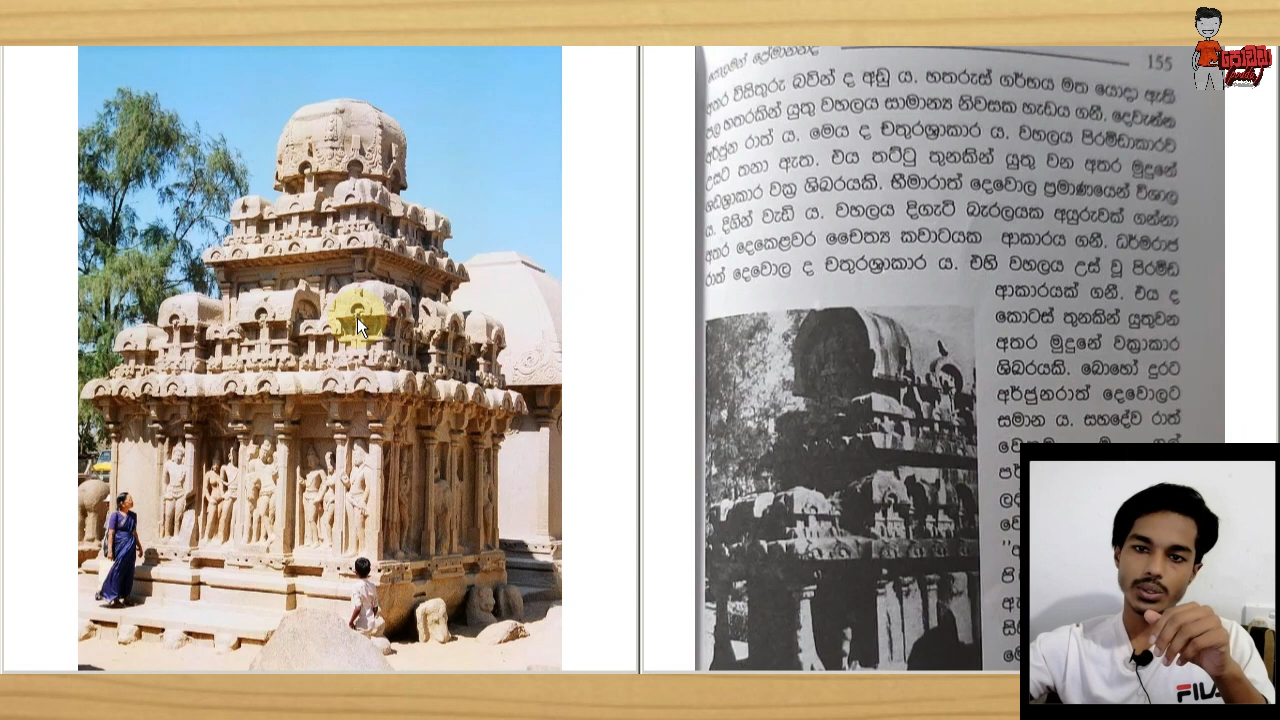 155
අතර විසිතුරු බවින් ද අඩු ය. හතරැස් ගර්භය මත යොදා ඇති
පල හතරකින් යුතු වහලය සාමාන්‍ය නිවසක හැඩය ගනී. දෙවැන්න
අර්ජුන රාත් ය. මෙය ද චතුරශ්‍රාකාර ය. වහලය පිරමීඩාකාරව
උසට තනා ඇත. එය තට්ටු තුනකින් යුතු වන අතර මුදුනේ
ෂඩශ්‍රාකාර වක්‍ර ශිඛරයකි. භීමාරාත් දෙවොල ප්‍රමාණයෙන් විශාල
ය. දිගින් වැඩි ය. වහලය දිගැටි බැරලයක අයුරුවක් ගන්නා
අතර දෙකෙළවර චෛත්‍ය කවාටයක ආකාරය ගනී. ධර්මරාජ
රාත් දෙවොල ද චතුරශ්‍රාකාර ය. එහි වහලය උස් වූ පිරමීඩ
ආකාරයක් ගනී. එය ද
කොටස් තුනකින් යුතුවන
අතර මුදුනේ වක්‍රාකාර
ශිඛරයකි. බොහෝ දුරට
අර්ජුනරාත් දෙවොලට
සමාන ය. සහදේව රාත්
FILA